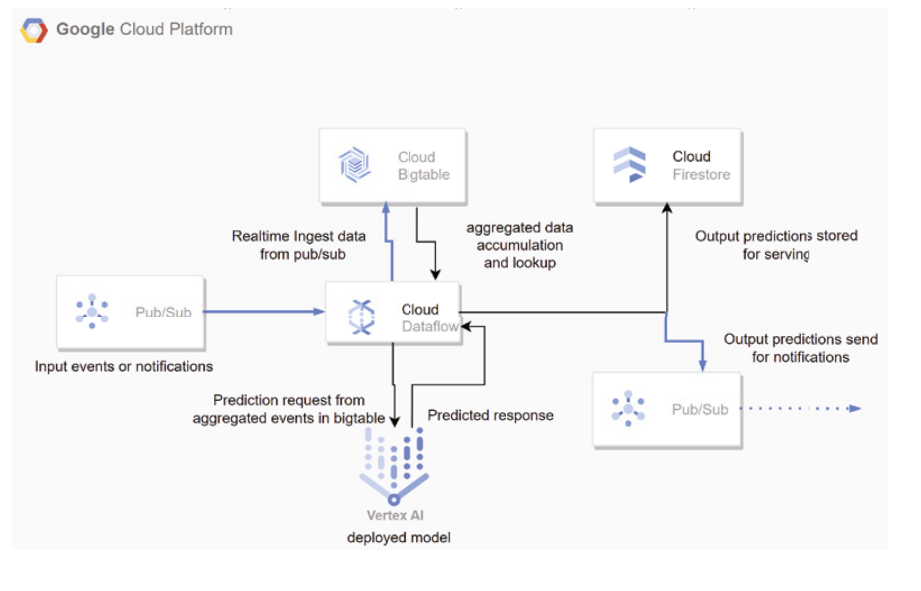 Google Cloud Platform
Cloud
Bigtable
Cloud
Firestore
Realtime Ingest data
from pub/sub
aggregated data
accumulation
and lookup
Output predictions stored
for serving
Pub/Sub
Input events or notifications
Cloud
Dataflow
Output predictions send
for notifications
Prediction request from
aggregated events in bigtable
Predicted response
Pub/Sub
Vertex AI
deployed model